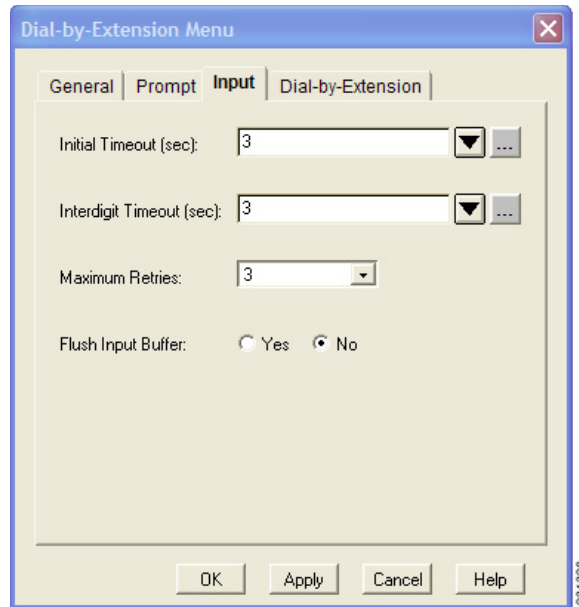 Dial-by-Extension Menu
General Prompt Input Dial-by-Extension
Initial Timeout (sec): 3 ...
Interdigit Timeout (sec): 3 ...
Maximum Retries: 3
Flush Input Buffer: Yes No
OK Apply Cancel Help